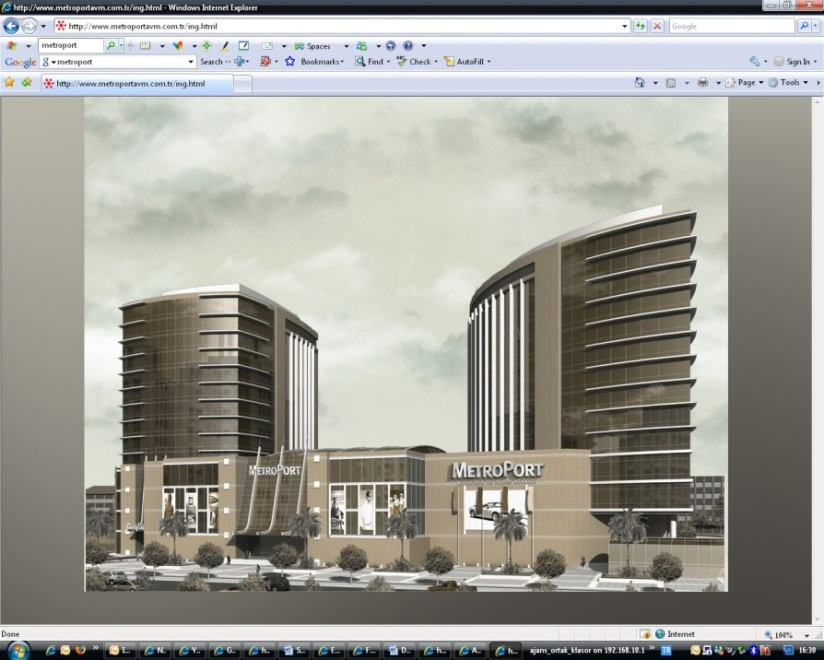 http://www.metroportavm.com.tr/ing.html - Windows Internet Explorer
http://www.metroportavm.com.tr/ing.html
Google
metroport
Spaces
Google
metroport
Search
Bookmarks
Find
Check
AutoFill
Sign In
http://www.metroportavm.com.tr/ing.html
Page
Tools
METROPORT
METROPORT
Done
Internet
100%
I...
N...
Y...
G...
h...
S...
E...
F...
D...
h...
A...
h...
ajans_ortak_klasor on 192.168.10.1
TR
16:30